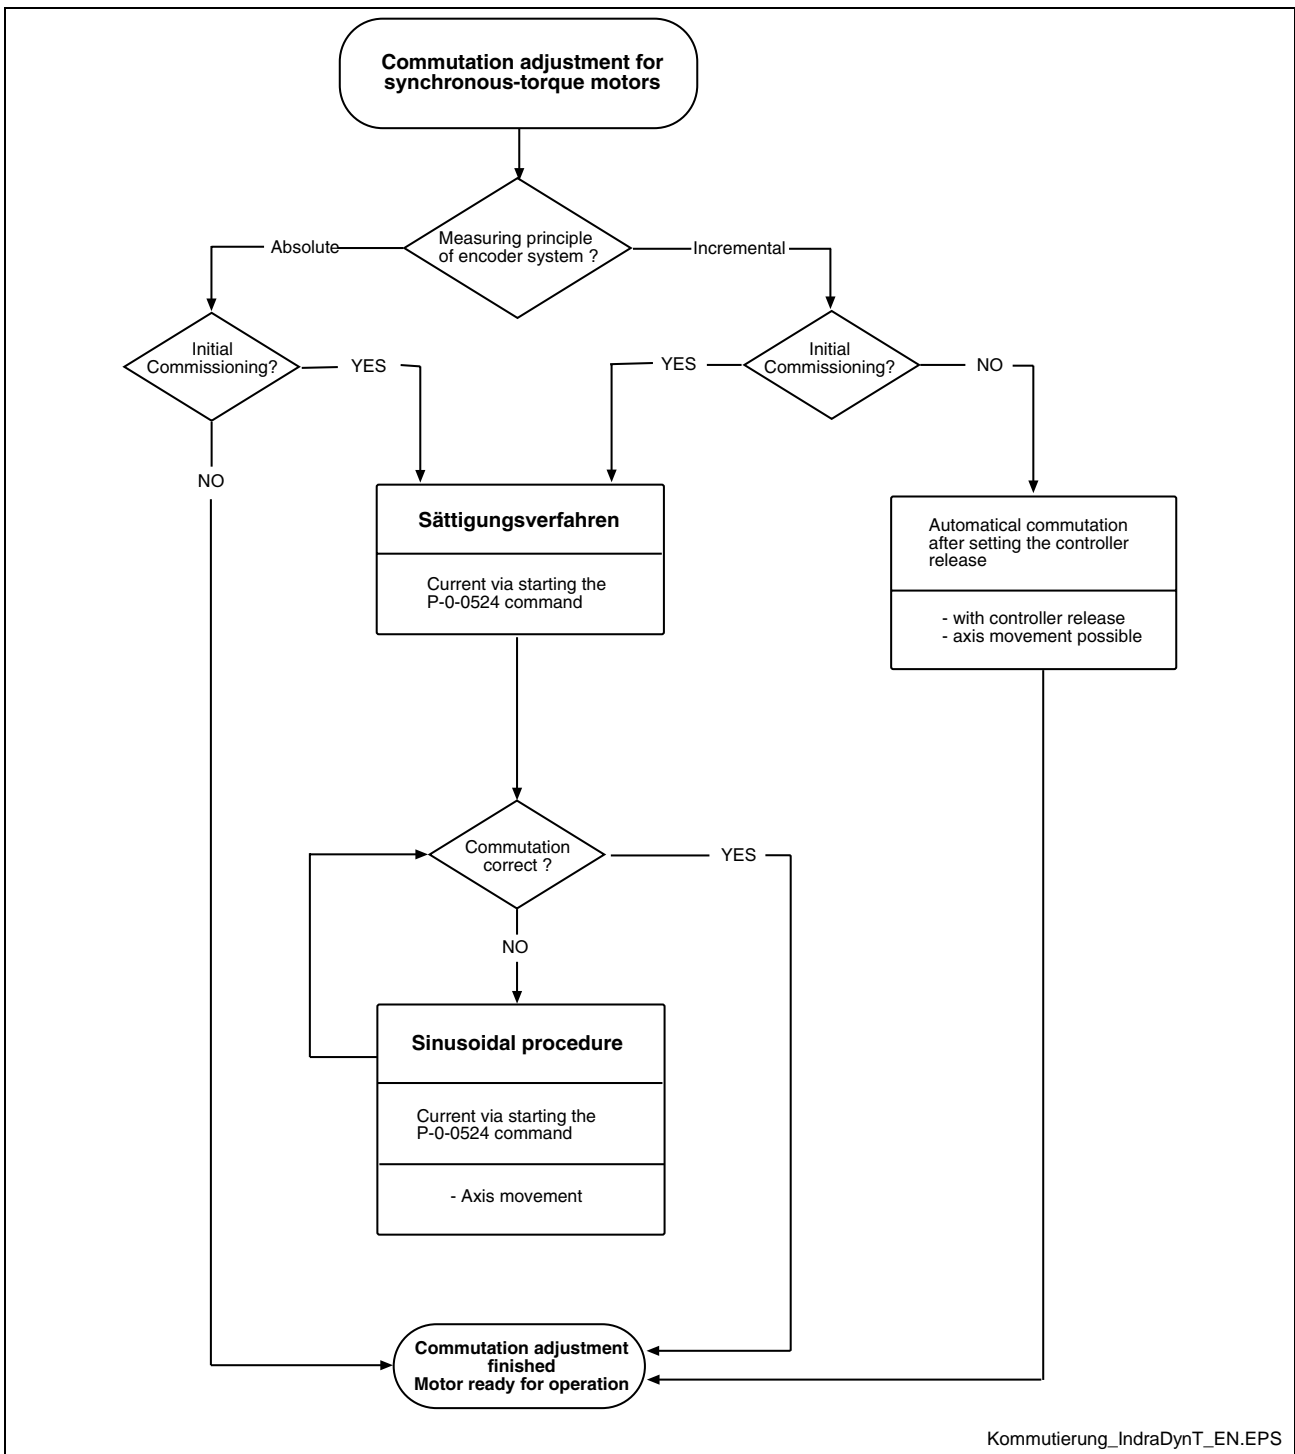 Commutation adjustment for
synchronous-torque motors
Measuring principle
of encoder system ?
Absolute
Incremental
Initial
Commissioning?
YES
NO
Initial
Commissioning?
YES
NO
Sättigungsverfahren
Current via starting the
P-0-0524 command
Automatical commutation
after setting the controller
release
- with controller release
- axis movement possible
Commutation
correct ?
YES
NO
Sinusoidal procedure
Current via starting the
P-0-0524 command
- Axis movement
Commutation adjustment
finished
Motor ready for operation
Kommutierung_IndraDynT_EN.EPS